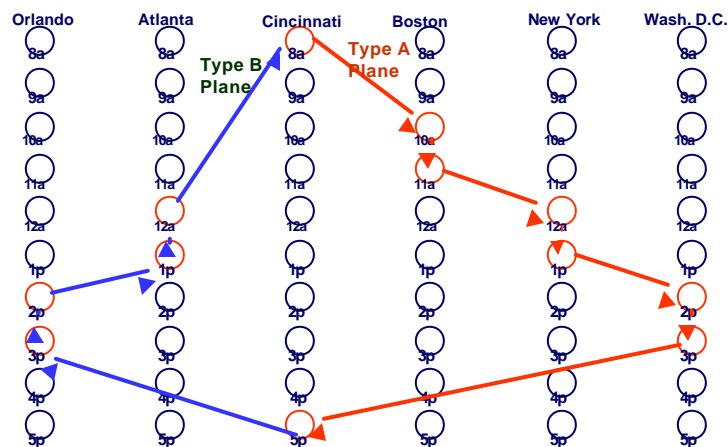 Orlando Atlanta Cincinnati Boston New York Wash. D.C.
8a 8a 8a 8a 8a 8a
Type B Type A
Plane Plane
9a 9a 9a 9a 9a 9a
10a 10a 10a 10a 10a 10a
11a 11a 11a 11a 11a 11a
12a 12a 12a 12a 12a 12a
1p 1p 1p 1p 1p 1p
2p 2p 2p 2p 2p 2p
3p 3p 3p 3p 3p 3p
4p 4p 4p 4p 4p 4p
5p 5p 5p 5p 5p 5p